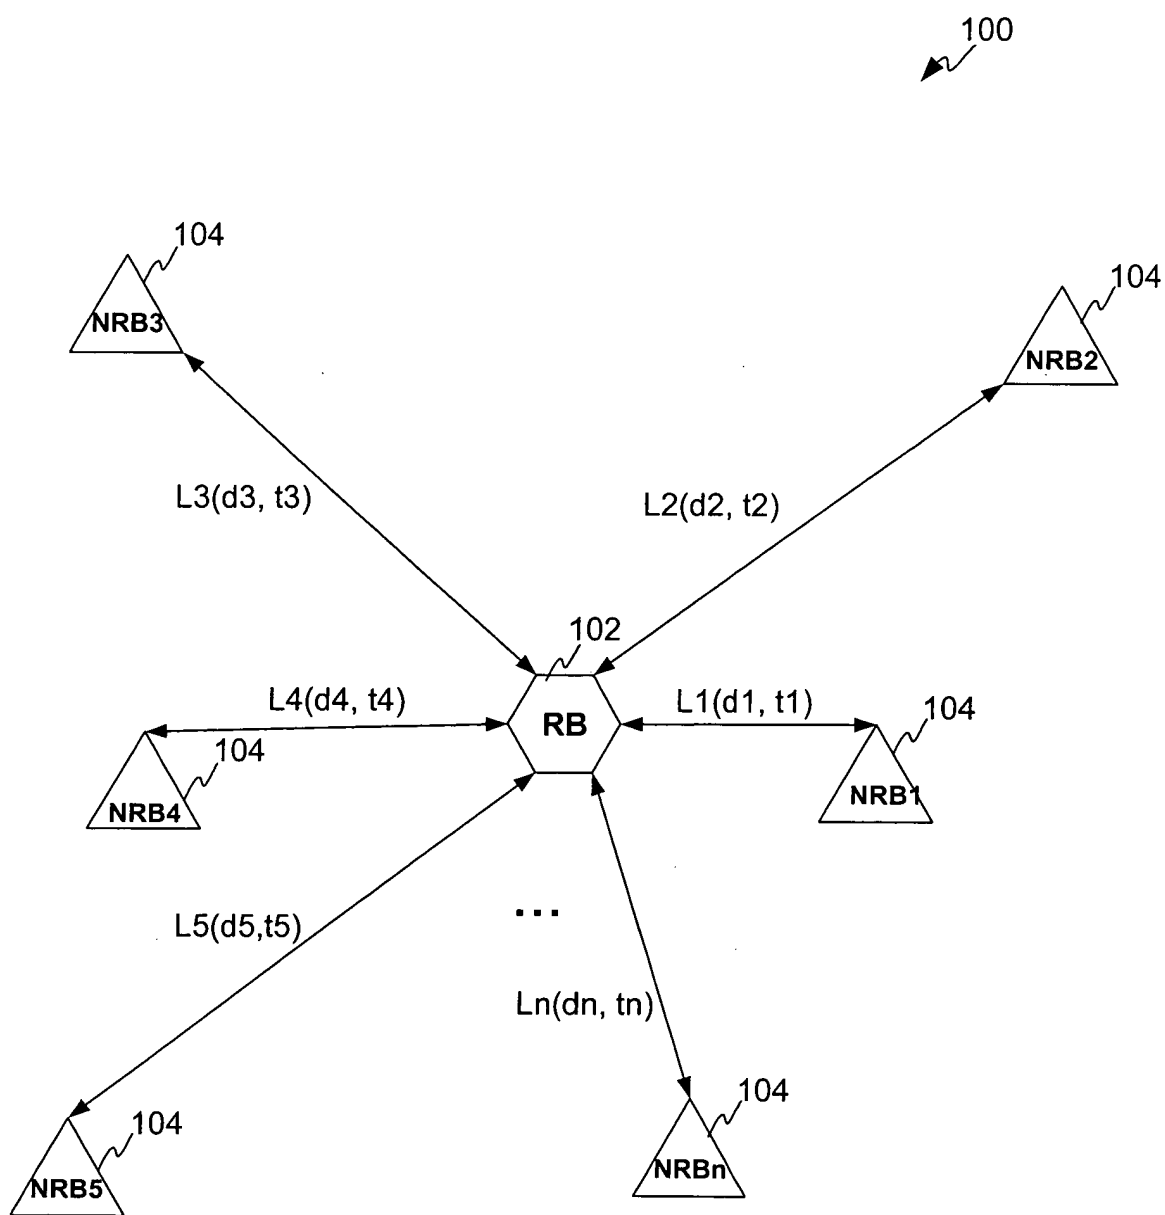 100
104
NRB3
104
NRB2
L3(d3, t3)
L2(d2, t2)
102
RB
L4(d4, t4)
L1(d1, t1)
104
104
NRB4
NRB1
...
L5(d5,t5)
Ln(dn, tn)
104
104
NRB5
NRBn